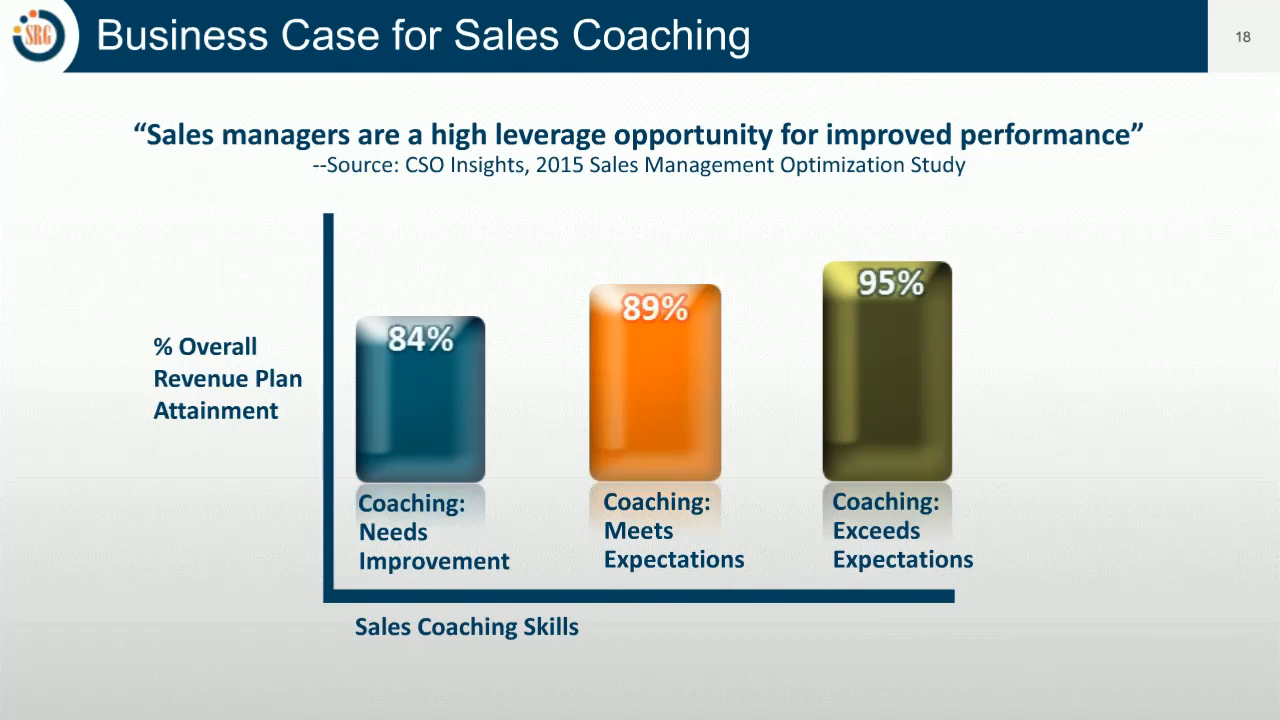 SRG
Business Case for Sales Coaching
18
“Sales managers are a high leverage opportunity for improved performance”
--Source: CSO Insights, 2015 Sales Management Optimization Study
% Overall
Revenue Plan
Attainment
84%
89%
95%
Coaching:
Needs
Improvement
Coaching:
Meets
Expectations
Coaching:
Exceeds
Expectations
Sales Coaching Skills